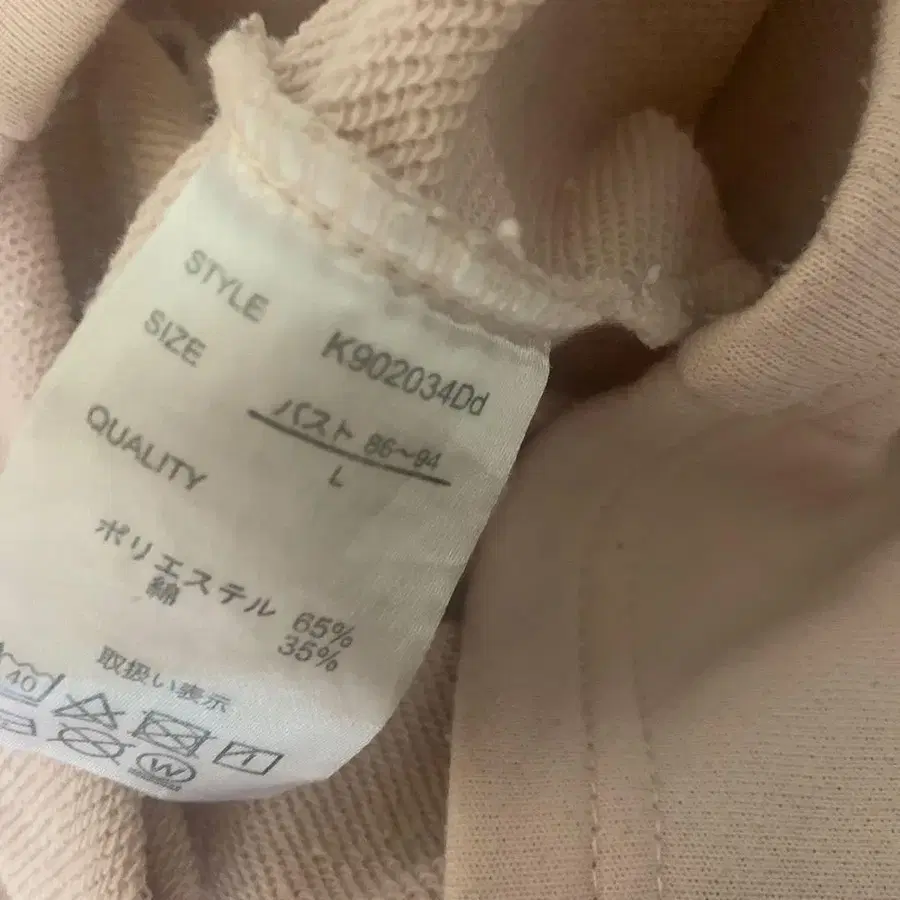 STYLE K902034Dd
SIZE バスト 86〜94
L
QUALITY
ポリエステル 65%
綿 35%
取扱い表示
40
W